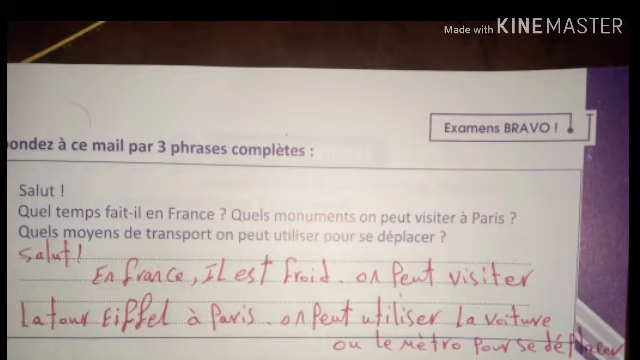 Made with KINEMASTER
Examens BRAVO !
ondez à ce mail par 3 phrases complètes :
Salut !
Quel temps fait-il en France ? Quels monuments on peut visiter à Paris ?
Quels moyens de transport on peut utiliser pour se déplacer ?
Salut !
En france, Il est froid. on peut visiter
La tour Eiffel à Paris. on peut utiliser La voiture
ou le mètro pour se déplacer